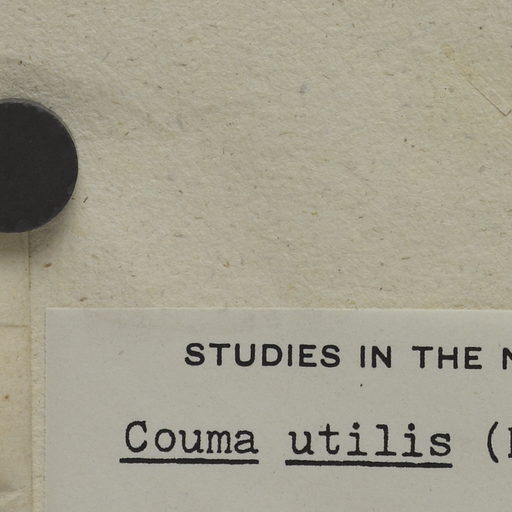 STUDIES IN THE
Couma utilis (